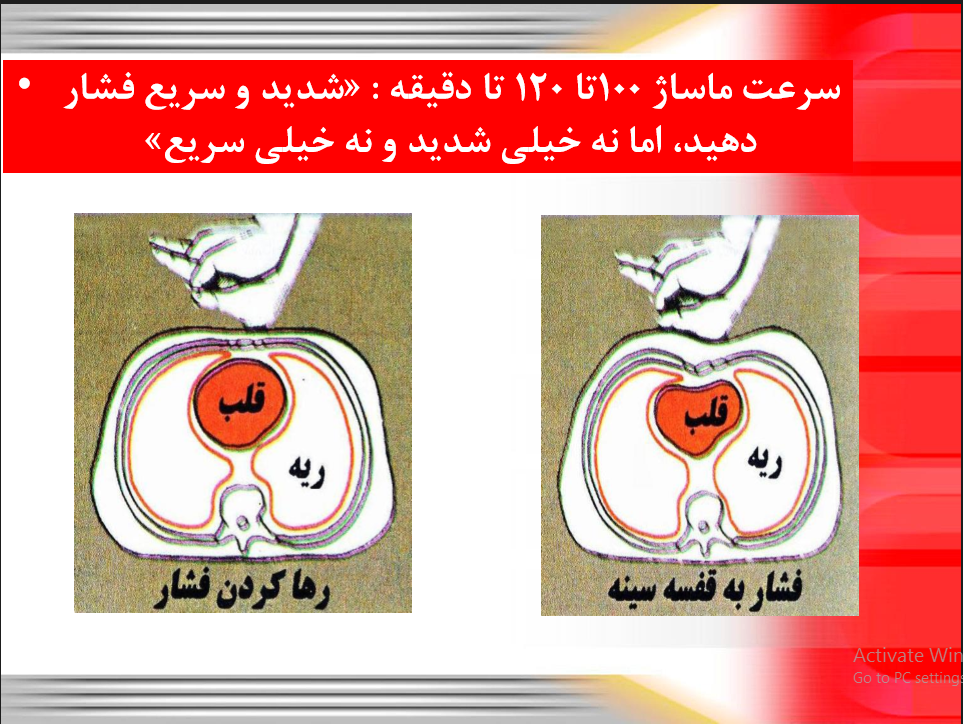 • سرعت ماساژ ۱۰۰تا ۱۲۰ تا دقیقه : «شدید و سریع فشار
دهید، اما نه خیلی شدید و نه خیلی سریع»
قلب
ریه
فشار به قفسه سینه
قلب
ریه
رها کردن فشار
Activate Win
Go to PC settings